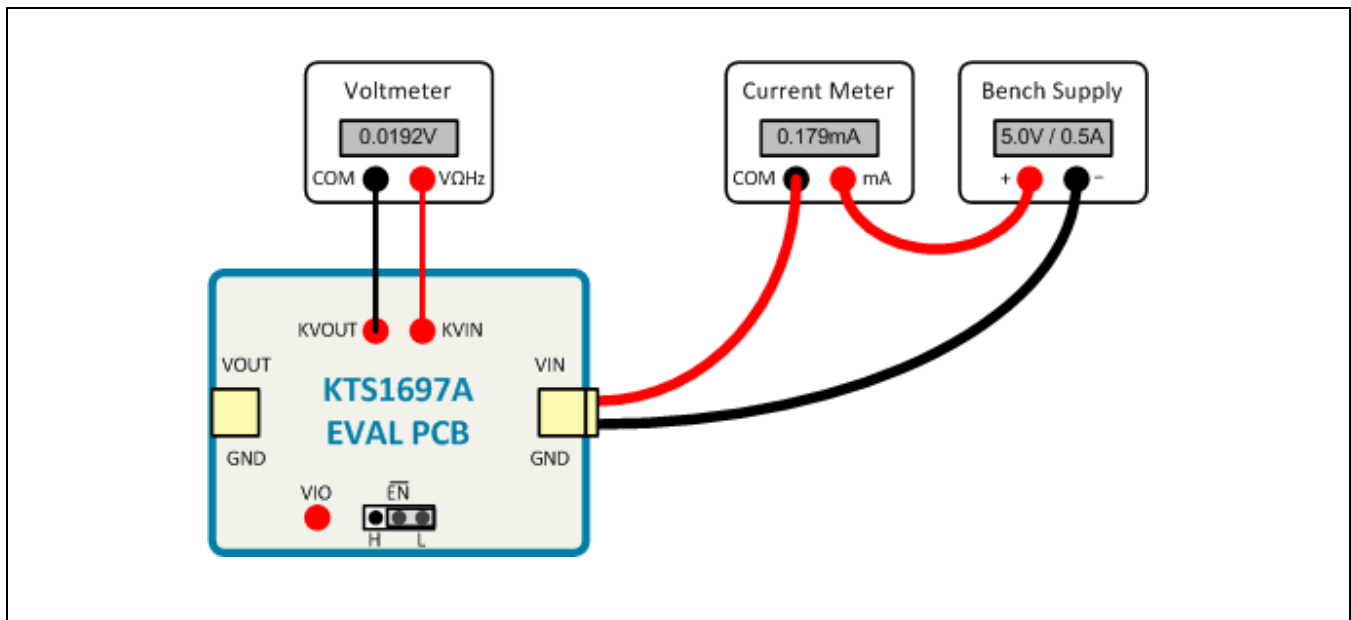 Voltmeter
0.0192V
COM VΩHz
Current Meter
0.179mA
COM mA
Bench Supply
5.0V / 0.5A
+ −
KVOUT KVIN
VOUT VIN
KTS1697A
EVAL PCB
GND GND
VIO E̅N̅
H L